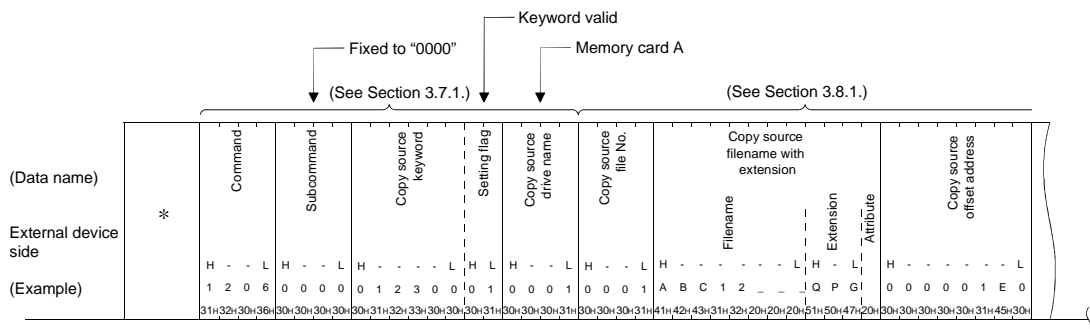 Keyword valid
Fixed to “0000”
Memory card A
(See Section 3.7.1.)
(See Section 3.8.1.)
(Data name)
External device side
(Example)
*
Command
Subcommand
Copy source keyword
Setting flag
Copy source drive name
Copy source file No.
Copy source filename with extension
Filename
Extension
Attribute
Copy source offset address
H - - L H - - L H - - - - L H L H - - L H - - L H - - - - - - L H - L H - - - - - - L
1 2 0 6 0 0 0 0 0 1 2 3 0 0 0 1 0 0 0 1 0 0 0 1 A B C 1 2 _ _ _ Q P G 0 0 0 0 0 1 E 0
31H 32H 30H 36H 30H 30H 30H 30H 30H 31H 32H 33H 30H 30H 30H 31H 30H 30H 30H 31H 30H 30H 30H 31H 41H 42H 43H 31H 32H 20H 20H 20H 51H 50H 47H 20H 30H 30H 30H 30H 30H 31H 45H 30H